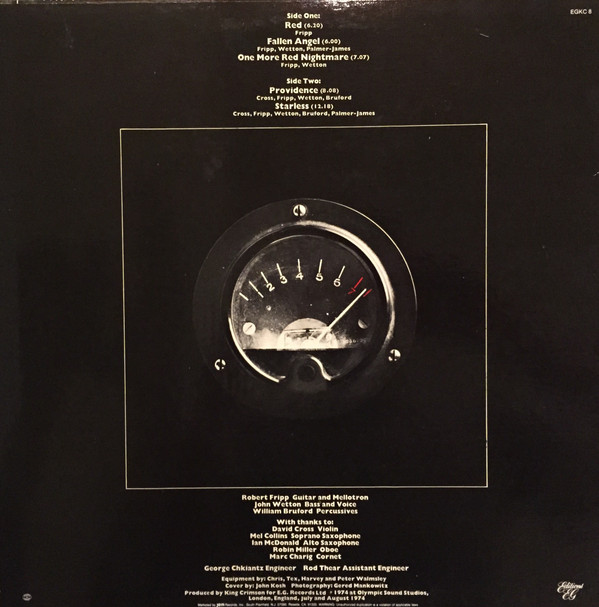 EGKC 8
Side One:
Red (6.20)
Fripp
Fallen Angel (6.00)
Fripp, Wetton, Palmer-James
One More Red Nightmare (7.07)
Fripp, Wetton
Side Two:
Providence (8.08)
Cross, Fripp, Wetton, Bruford
Starless (12.18)
Cross, Fripp, Wetton, Bruford, Palmer-James
2 3 4 5 6 7
Robert Fripp Guitar and Mellotron
John Wetton Bass and Voice
William Bruford Percussives
With thanks to:
David Cross Violin
Mel Collins Soprano Saxophone
Ian McDonald Alto Saxophone
Robin Miller Oboe
Marc Charig Cornet
George Chkiantz Engineer Rod Thear Assistant Engineer
Equipment by: Chris, Tex, Harvey and Peter Walmsley
Cover by: John Kosh Photography: Gered Mankowitz
Produced by King Crimson for E.G. Records Ltd ℗ 1974 at Olympic Sound Studios,
London, England, July and August 1974
Editions EG